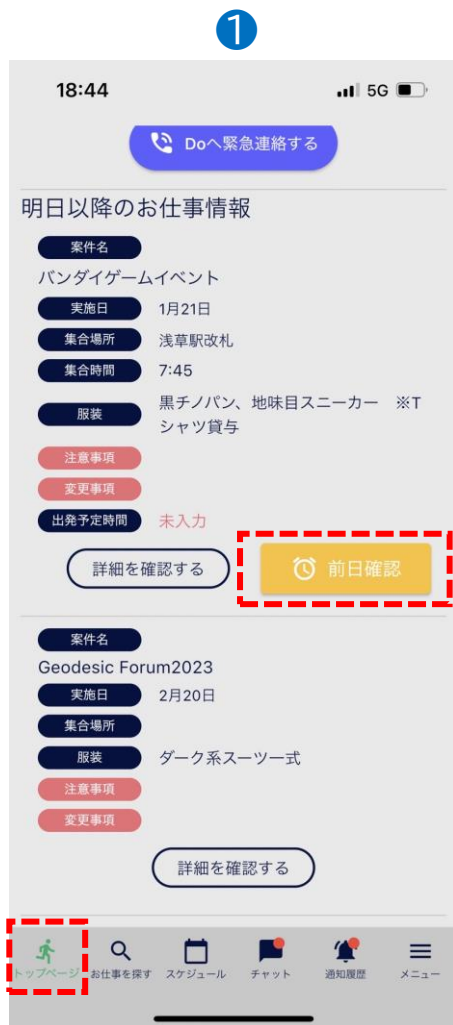 1
18:44 5G
Doへ緊急連絡する
明日以降のお仕事情報
案件名
バンダイゲームイベント
実施日 1月21日
集合場所 浅草駅改札
集合時間 7:45
服装 黒チノパン、地味目スニーカー ※T
シャツ貸与
注意事項
変更事項
出発予定時間 未入力
詳細を確認する 前日確認
案件名
Geodesic Forum2023
実施日 2月20日
集合場所
服装 ダーク系スーツ一式
注意事項
変更事項
詳細を確認する
トップページ お仕事を探す スケジュール チャット 通知履歴 メニュー